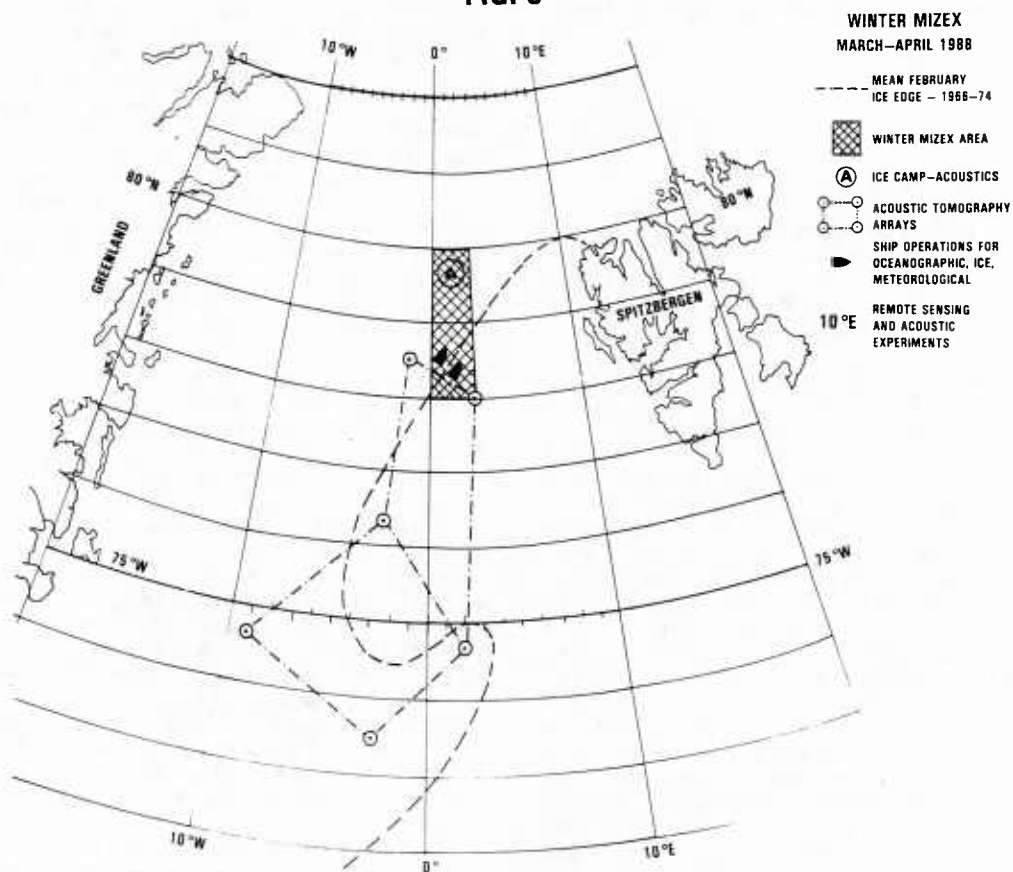 WINTER MIZEX
MARCH–APRIL 1988
MEAN FEBRUARY
ICE EDGE – 1966–74
WINTER MIZEX AREA
A ICE CAMP–ACOUSTICS
ACOUSTIC TOMOGRAPHY
ARRAYS
SHIP OPERATIONS FOR
OCEANOGRAPHIC, ICE,
METEOROLOGICAL
10°E REMOTE SENSING
AND ACOUSTIC
EXPERIMENTS
10°W
0°
10°E
80°N
80°N
GREENLAND
A
SPITZBERGEN
75°W
75°W
10°W
0°
10°E